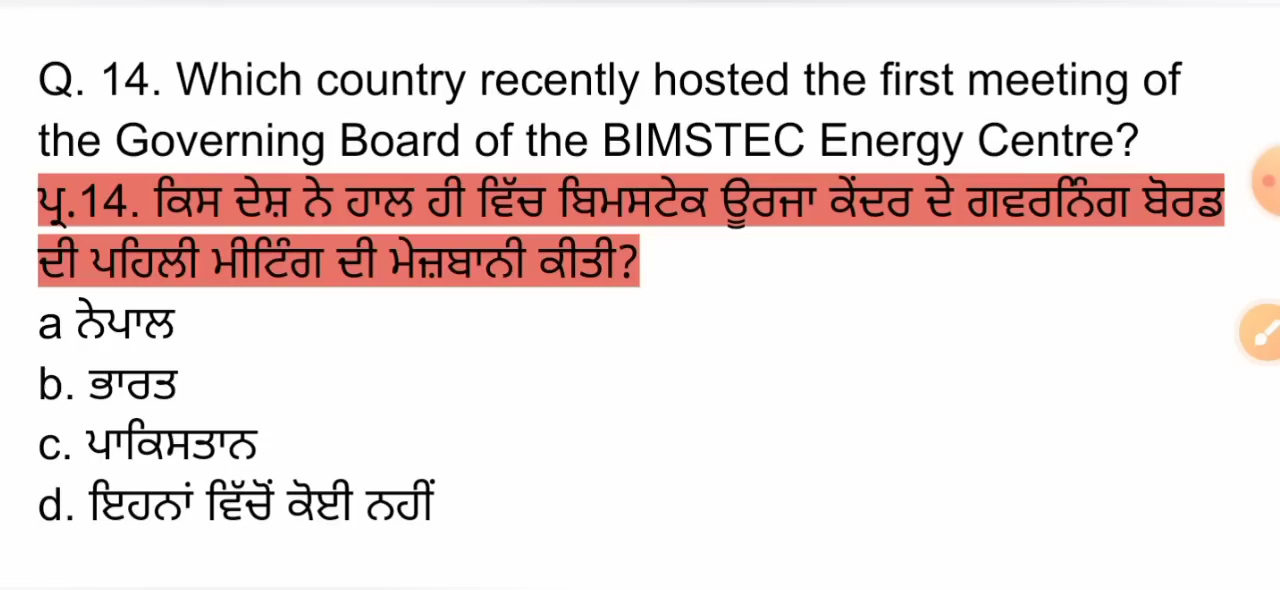 Q. 14. Which country recently hosted the first meeting of
the Governing Board of the BIMSTEC Energy Centre?
ਪ੍ਰ.14. ਕਿਸ ਦੇਸ਼ ਨੇ ਹਾਲ ਹੀ ਵਿੱਚ ਬਿਮਸਟੇਕ ਊਰਜਾ ਕੇਂਦਰ ਦੇ ਗਵਰਨਿੰਗ ਬੋਰਡ
ਦੀ ਪਹਿਲੀ ਮੀਟਿੰਗ ਦੀ ਮੇਜ਼ਬਾਨੀ ਕੀਤੀ?
a ਨੇਪਾਲ
b. ਭਾਰਤ
c. ਪਾਕਿਸਤਾਨ
d. ਇਹਨਾਂ ਵਿੱਚੋਂ ਕੋਈ ਨਹੀਂ